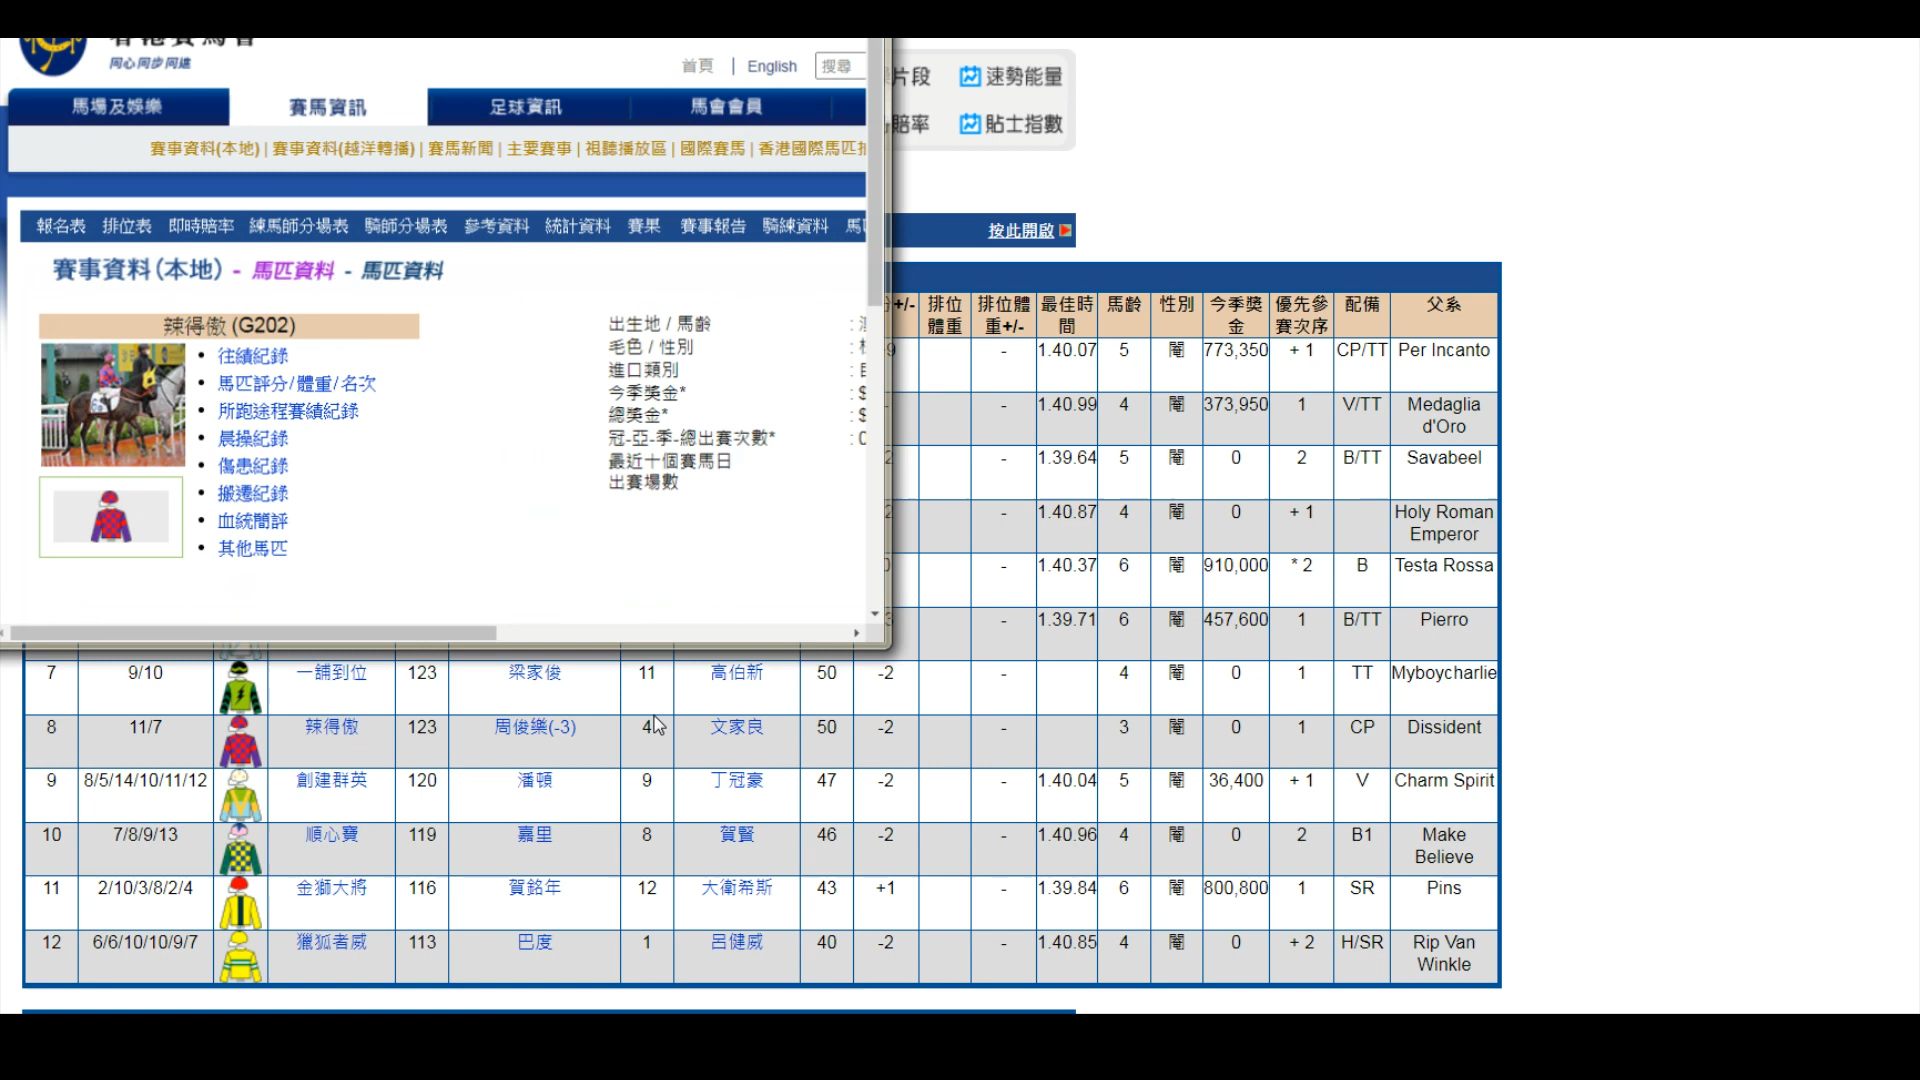 同心同步同進
首頁 | English 搜尋
馬場及娛樂 賽馬資訊 足球資訊 馬會會員
賽事資料(本地) | 賽事資料(越洋轉播) | 賽馬新聞 | 主要賽事 | 視聽播放區 | 國際賽馬 | 香港國際馬匹
報名表 排位表 即時賠率 練馬師分場表 騎師分場表 參考資料 統計資料 賽果 賽事報告 騎練資料 馬
賽事資料(本地) - 馬匹資料 - 馬匹資料
辣得傲 (G202)
• 往績紀錄
• 馬匹評分/體重/名次
• 所跑途程賽績紀錄
• 晨操紀錄
• 傷患紀錄
• 搬遷紀錄
• 血統簡評
• 其他馬匹
出生地 / 馬齡 :
毛色 / 性別 :
進口類別 :
今季獎金* : $
總獎金* : $
冠-亞-季-總出賽次數* : 0
最近十個賽馬日
出賽場數
片段 速勢能量
賠率 貼士指數
按此開啟
+/- 排位體重 排位體重+/- 最佳時間 馬齡 性別 今季獎金 優先參賽次序 配備 父系
9 - 1.40.07 5 閹 773,350 + 1 CP/TT Per Incanto
- - 1.40.99 4 閹 373,950 1 V/TT Medaglia d'Oro
2 - 1.39.64 5 閹 0 2 B/TT Savabeel
2 - 1.40.87 4 閹 0 + 1 Holy Roman Emperor
0 - 1.40.37 6 閹 910,000 * 2 B Testa Rossa
3 - 1.39.71 6 閹 457,600 1 B/TT Pierro
7 9/10 一舖到位 123 梁家俊 11 高伯新 50 -2 - 4 閹 0 1 TT Myboycharlie
8 11/7 辣得傲 123 周俊樂(-3) 4 文家良 50 -2 - 3 閹 0 1 CP Dissident
9 8/5/14/10/11/12 創建群英 120 潘頓 9 丁冠豪 47 -2 - 1.40.04 5 閹 36,400 + 1 V Charm Spirit
10 7/8/9/13 順心寶 119 嘉里 8 賀賢 46 -2 - 1.40.96 4 閹 0 2 B1 Make Believe
11 2/10/3/8/2/4 金獅大將 116 賀銘年 12 大衛希斯 43 +1 - 1.39.84 6 閹 800,800 1 SR Pins
12 6/6/10/10/9/7 獵狐者威 113 巴度 1 呂健威 40 -2 - 1.40.85 4 閹 0 + 2 H/SR Rip Van Winkle